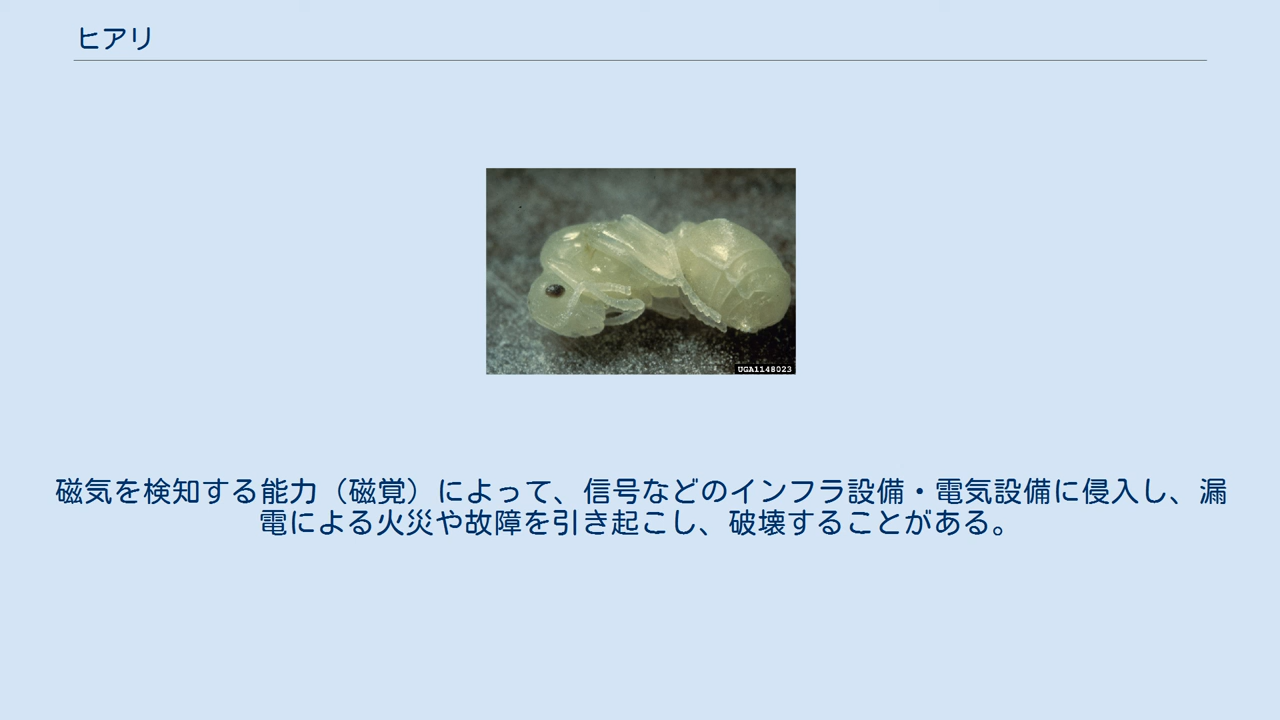 ヒアリ
UGA1148023
磁気を検知する能力（磁覚）によって、信号などのインフラ設備・電気設備に侵入し、漏
電による火災や故障を引き起こし、破壊することがある。